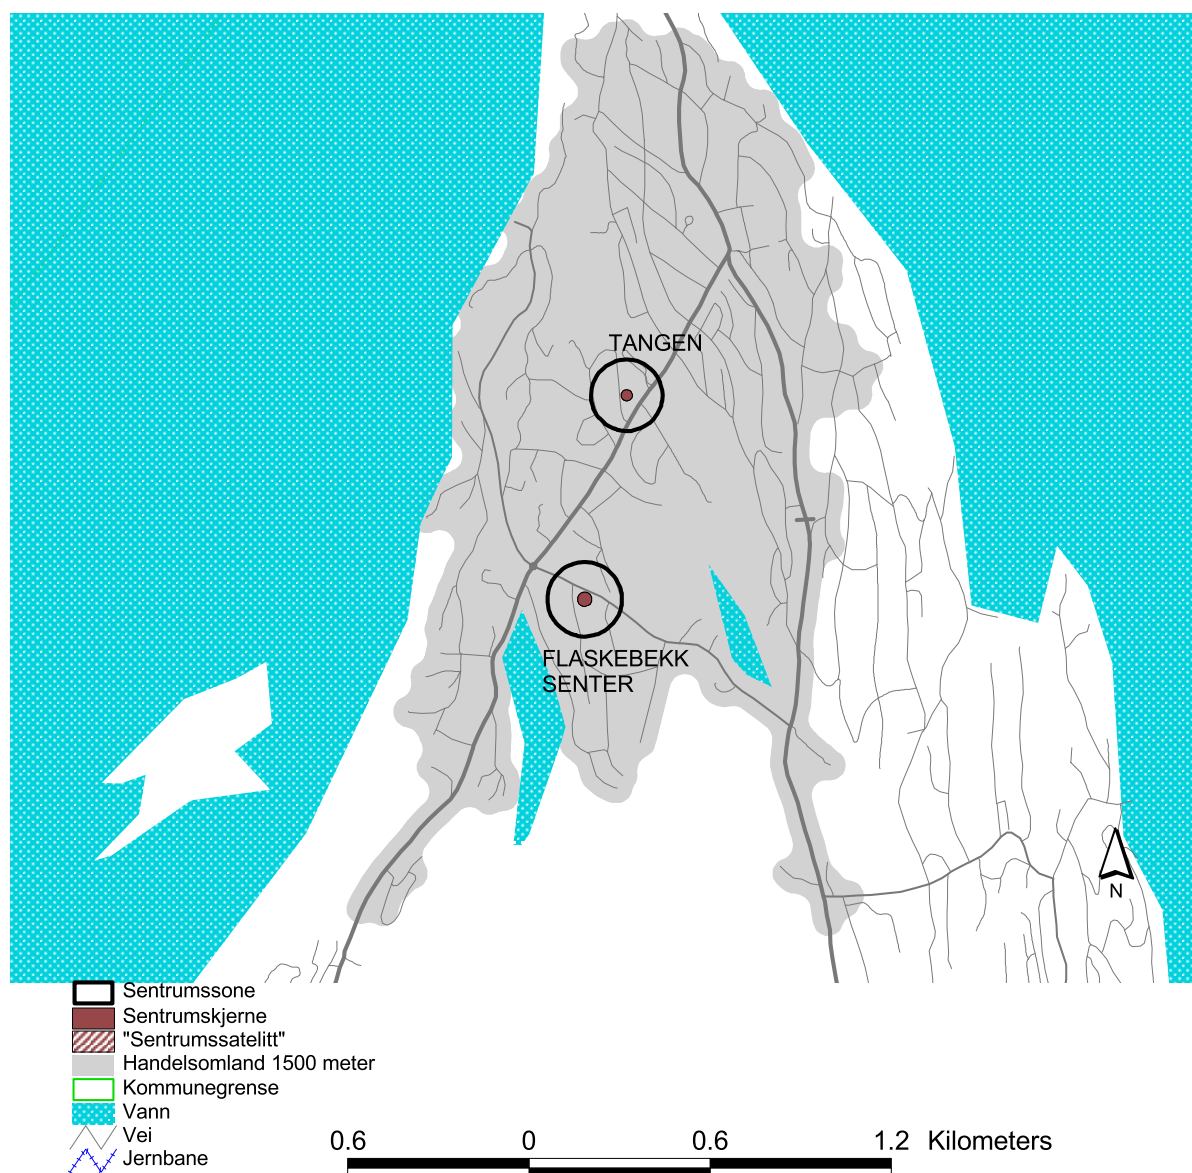 TANGEN
FLASKEBEKK
SENTER
N
Sentrumssone
Sentrumskjerne
"Sentrumssatelitt"
Handelsomland 1500 meter
Kommunegrense
Vann
Vei
Jernbane
0.6 0 0.6 1.2 Kilometers